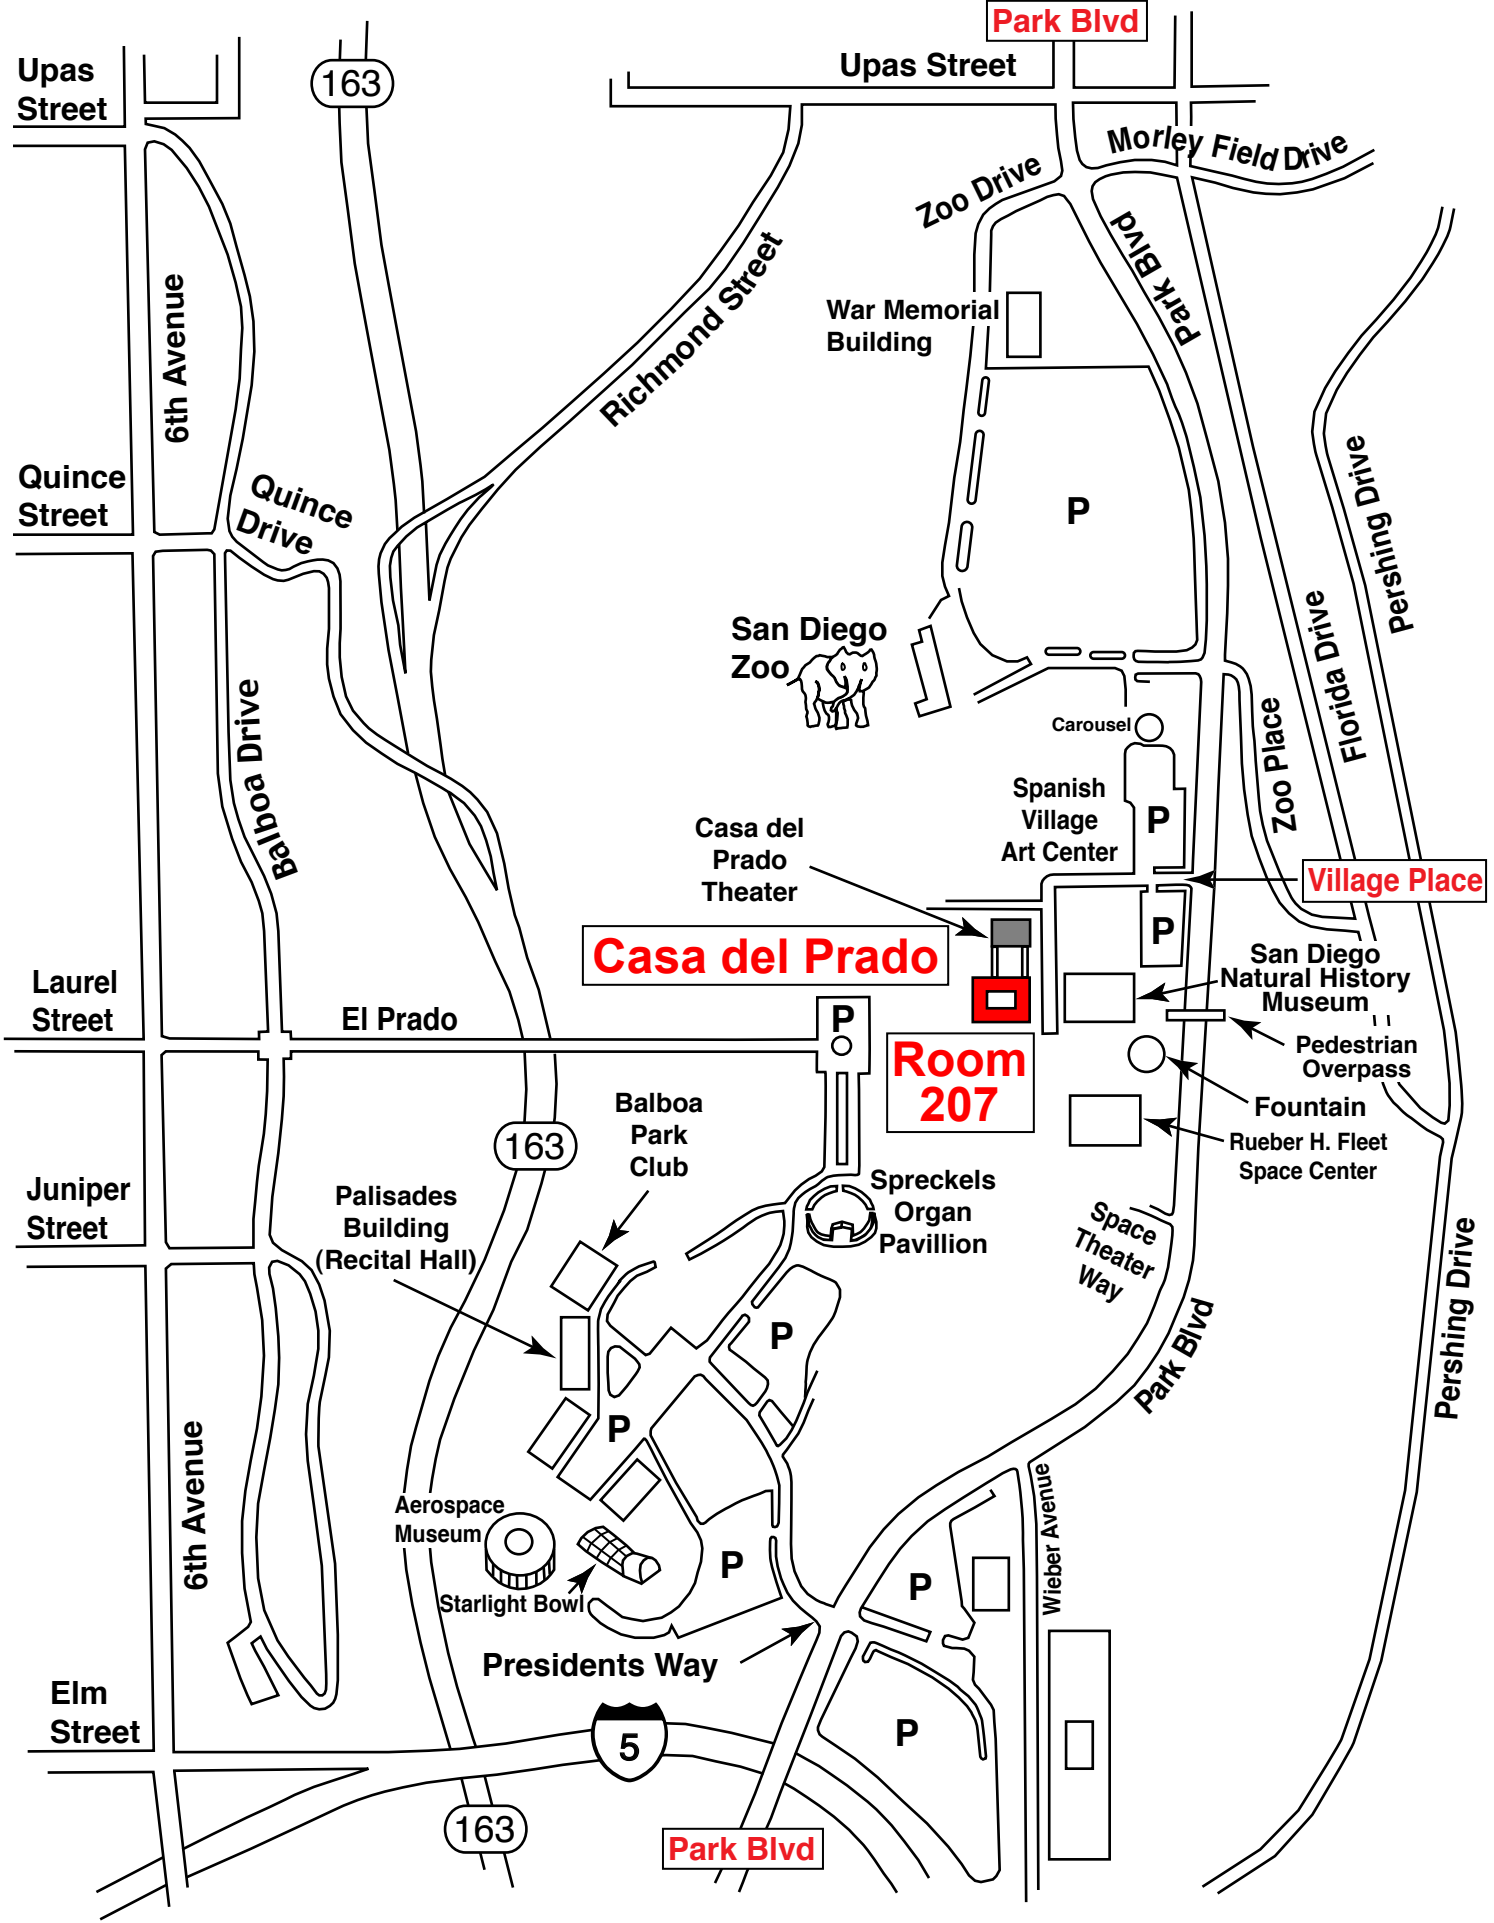 Park Blvd
Upas
Street
163
Upas Street
Morley Field Drive
Zoo Drive
Park Blvd
6th Avenue
Richmond Street
War Memorial
Building
Quince
Street
Quince
Drive
P
Pershing Drive
San Diego
Zoo
Florida Drive
Balboa Drive
Carousel
Zoo Place
Spanish
Village
Art Center
P
Casa del
Prado
Theater
Village Place
P
Casa del Prado
San Diego
Natural History
Museum
Laurel
Street
El Prado
P
Room
207
Pedestrian
Overpass
Fountain
Balboa
Park
Club
163
Rueber H. Fleet
Space Center
Juniper
Street
Palisades
Building
(Recital Hall)
Spreckels
Organ
Pavillion
Space
Theater
Way
Pershing Drive
P
Park Blvd
P
6th Avenue
Aerospace
Museum
Wieber Avenue
P
P
Starlight Bowl
Presidents Way
Elm
Street
5
P
163
Park Blvd